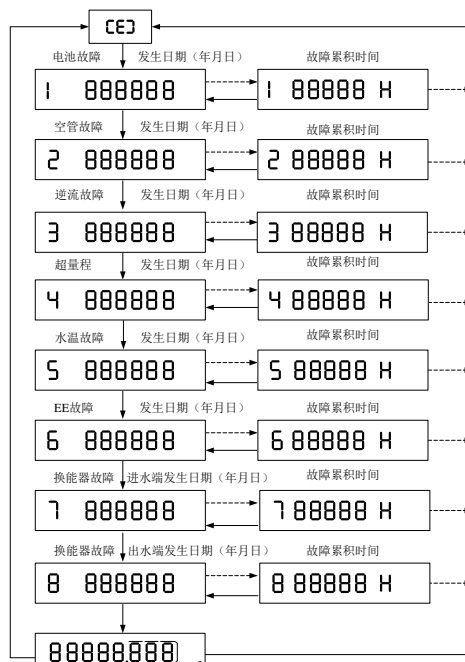 [E]
电池故障 发生日期（年月日） 故障累积时间
1 888888 1 88888 H
空管故障 发生日期（年月日） 故障累积时间
2 888888 2 88888 H
逆流故障 发生日期（年月日） 故障累积时间
3 888888 3 88888 H
超量程 发生日期（年月日） 故障累积时间
4 888888 4 88888 H
水温故障 发生日期（年月日） 故障累积时间
5 888888 5 88888 H
EE故障 发生日期（年月日） 故障累积时间
6 888888 6 88888 H
换能器故障 进水端发生日期（年月日） 故障累积时间
7 888888 7 88888 H
换能器故障 出水端发生日期（年月日） 故障累积时间
8 888888 8 88888 H
88888.888